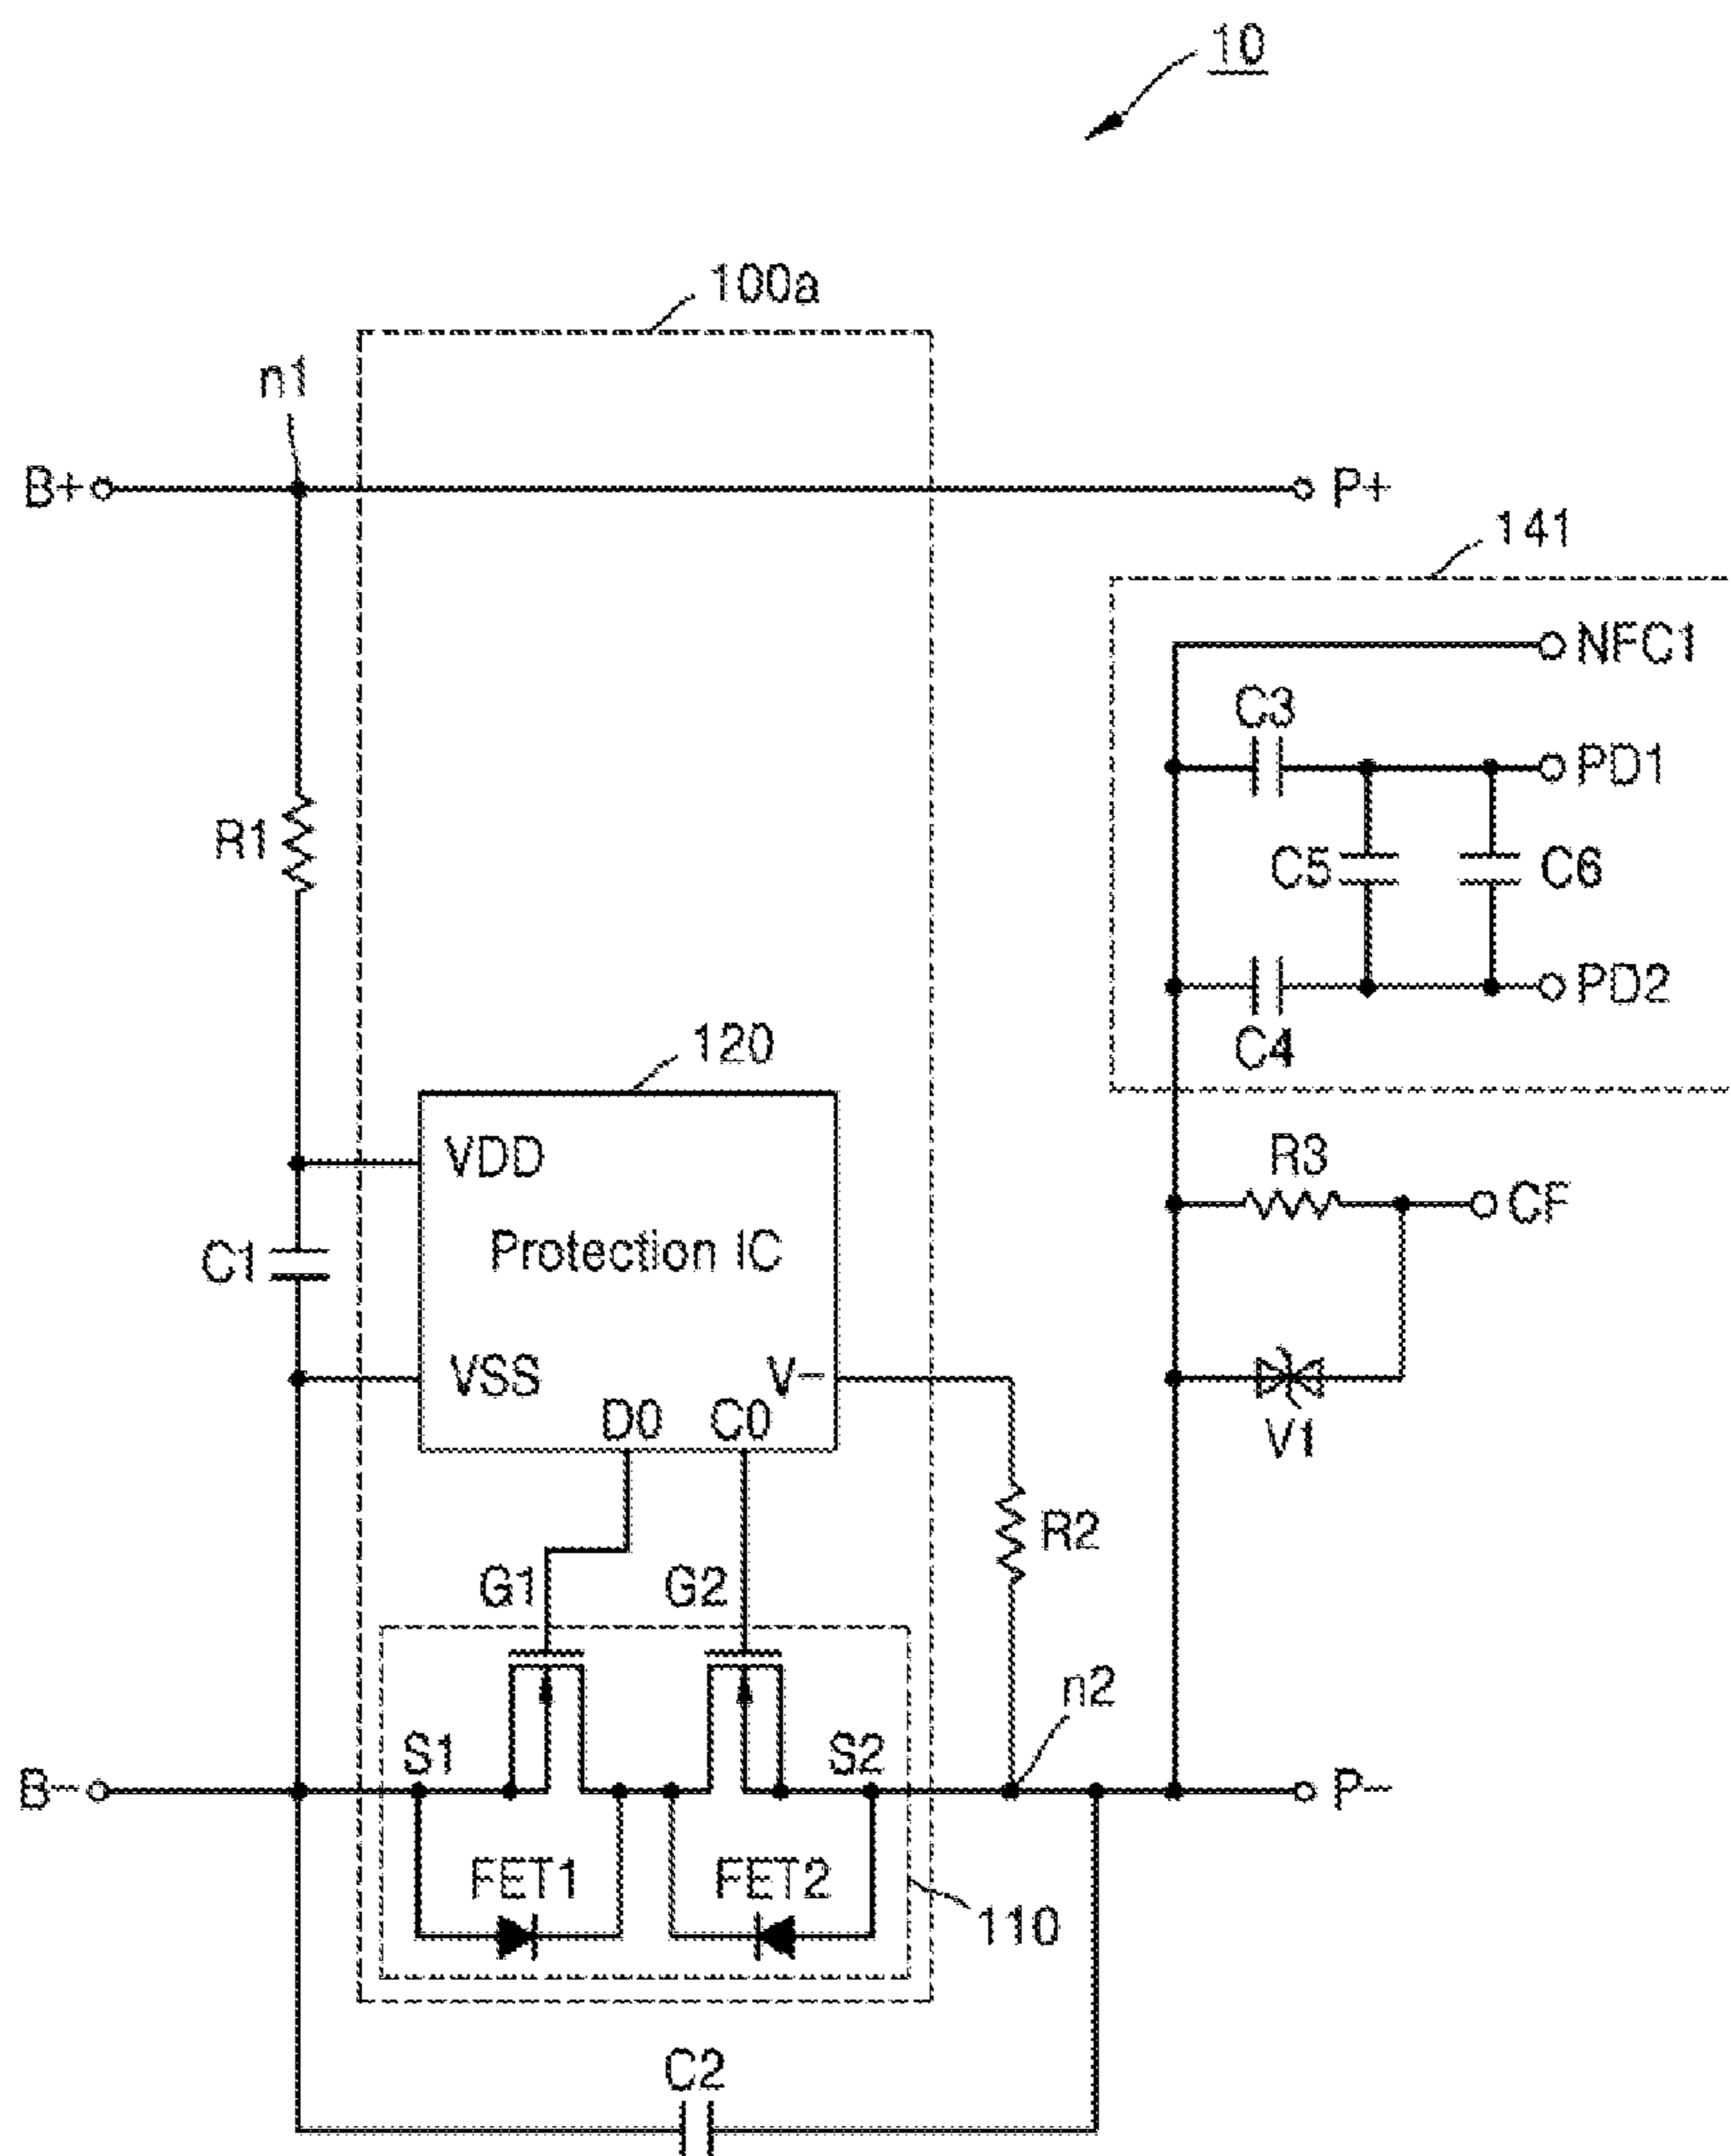 10
100a
n1
B+
P+
141
NFC1
C3
PD1
R1
C5
C6
PD2
C4
120
VDD
R3
CF
C1
Protection IC
VSS
V-
D0
C0
V1
R2
G1
G2
n2
S1
S2
B-
P-
FET1
FET2
110
C2